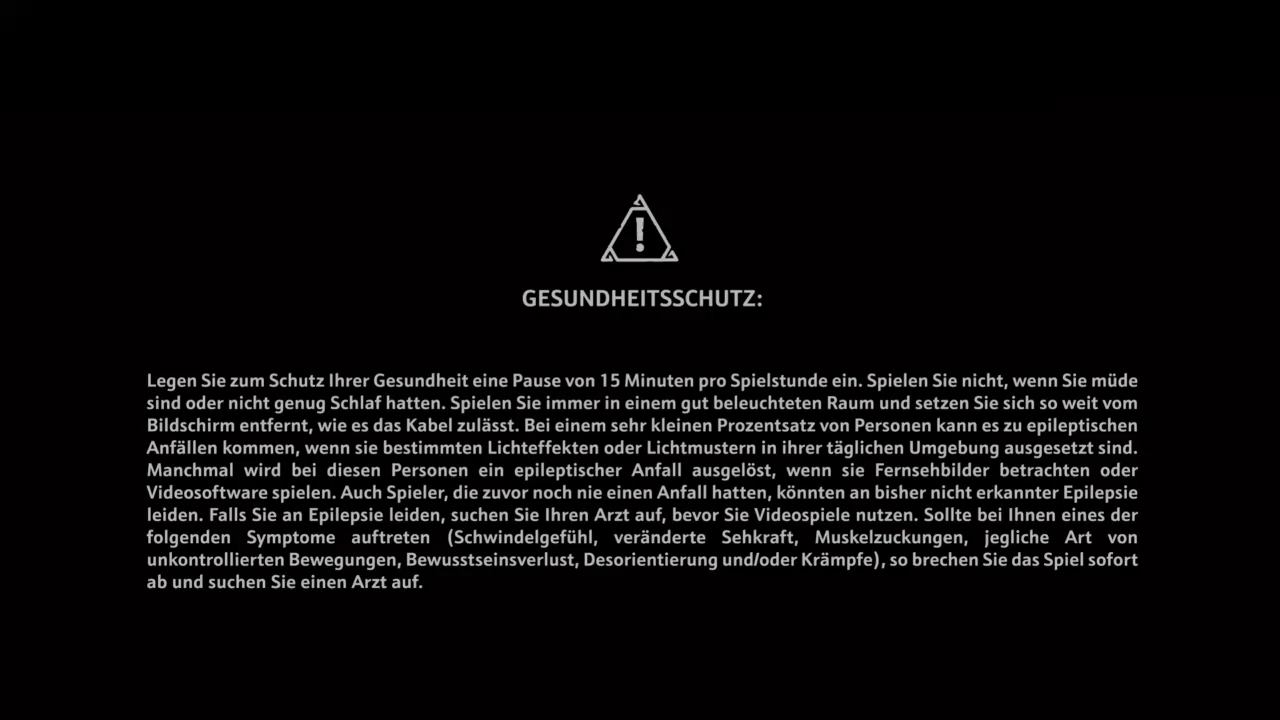 GESUNDHEITSSCHUTZ:
Legen Sie zum Schutz Ihrer Gesundheit eine Pause von 15 Minuten pro Spielstunde ein. Spielen Sie nicht, wenn Sie müde
sind oder nicht genug Schlaf hatten. Spielen Sie immer in einem gut beleuchteten Raum und setzen Sie sich so weit vom
Bildschirm entfernt, wie es das Kabel zulässt. Bei einem sehr kleinen Prozentsatz von Personen kann es zu epileptischen
Anfällen kommen, wenn sie bestimmten Lichteffekten oder Lichtmustern in ihrer täglichen Umgebung ausgesetzt sind.
Manchmal wird bei diesen Personen ein epileptischer Anfall ausgelöst, wenn sie Fernsehbilder betrachten oder
Videosoftware spielen. Auch Spieler, die zuvor noch nie einen Anfall hatten, könnten an bisher nicht erkannter Epilepsie
leiden. Falls Sie an Epilepsie leiden, suchen Sie Ihren Arzt auf, bevor Sie Videospiele nutzen. Sollte bei Ihnen eines der
folgenden Symptome auftreten (Schwindelgefühl, veränderte Sehkraft, Muskelzuckungen, jegliche Art von
unkontrollierten Bewegungen, Bewusstseinsverlust, Desorientierung und/oder Krämpfe), so brechen Sie das Spiel sofort
ab und suchen Sie einen Arzt auf.